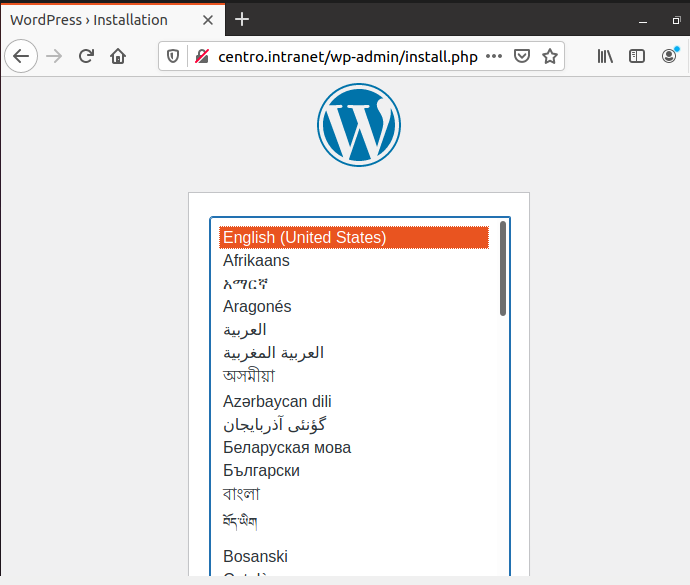 WordPress › Installation
centro.intranet/wp-admin/install.php
English (United States)
Afrikaans
አማርኛ
Aragonés
العربية
العربية المغربية
অসমীয়া
Azərbaycan dili
گؤنئی آذربایجان
Беларуская мова
Български
বাংলা
བོད་ཡིག
Bosanski
Català